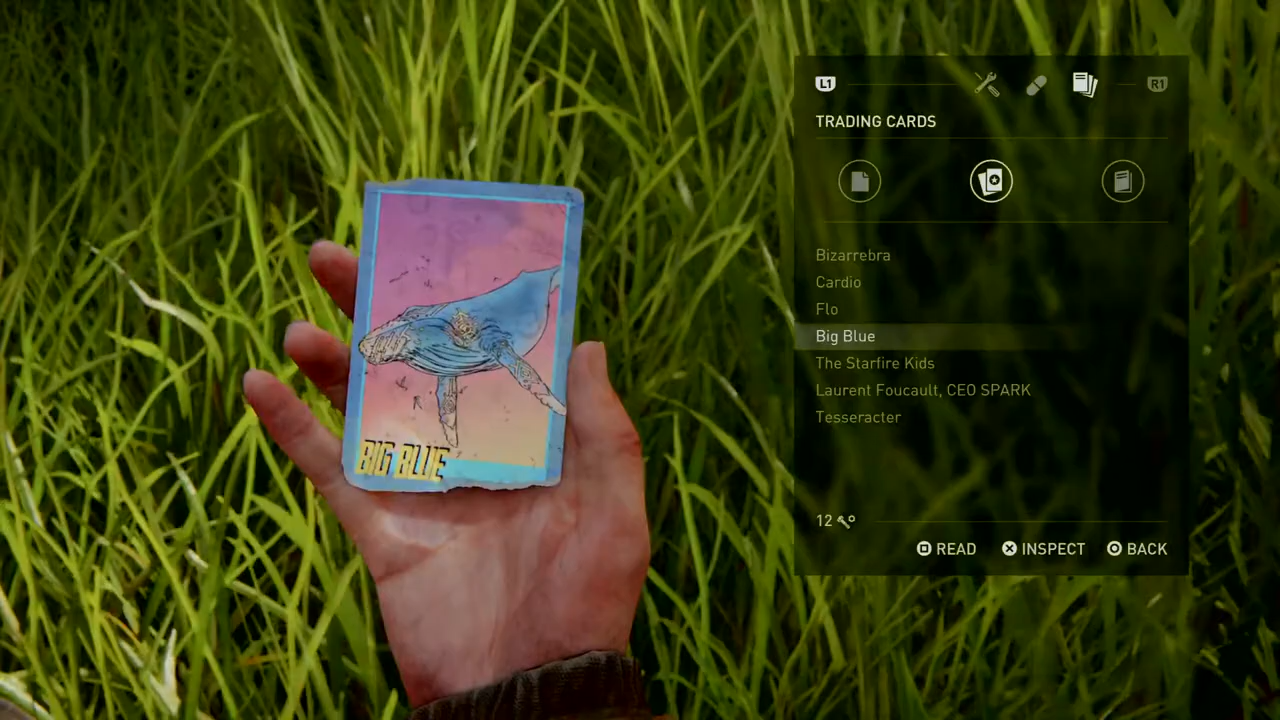 L1
R1
TRADING CARDS
Bizarrebra
Cardio
Flo
Big Blue
The Starfire Kids
Laurent Foucault, CEO SPARK
Tesseracter
12
READ INSPECT BACK
BIG BLUE